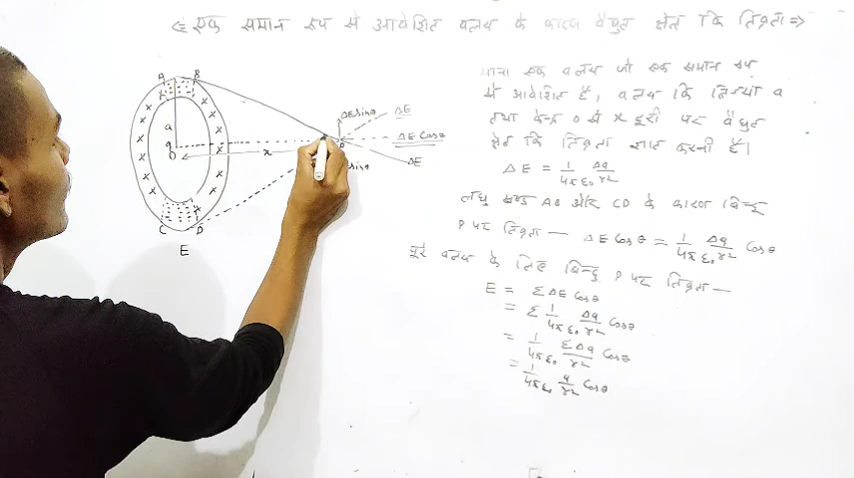 एक समान रूप से आवेशित वलय के कारण वैधुत क्षेत्र कि तिव्रता ⇒
माना एक वलय जो एक समान रूप
से आवेशित है, वलय कि त्रिज्या a
तथा केन्द्र O से x दूरी पर वैधुत
क्षेत्र कि तिव्रता ज्ञात करनी है।
ΔE = 1/4πε₀ Δq/r²
लघु खण्ड AB और CD के कारण बिन्दू
P पर तिव्रता — ΔE Cosθ = 1/4πε₀ Δq/r² Cosθ
पूरे वलय के लिए बिन्दू P पर तिव्रता —
E = ΣΔE Cosθ
= Σ 1/4πε₀ Δq/r² Cosθ
= 1/4πε₀ ΣΔq/r² Cosθ
= 1/4πε₀ q/r² Cosθ
A B
ΔE sinθ
ΔE
a
ΔE Cosθ
O
x
P
sinθ
ΔE
C D
E